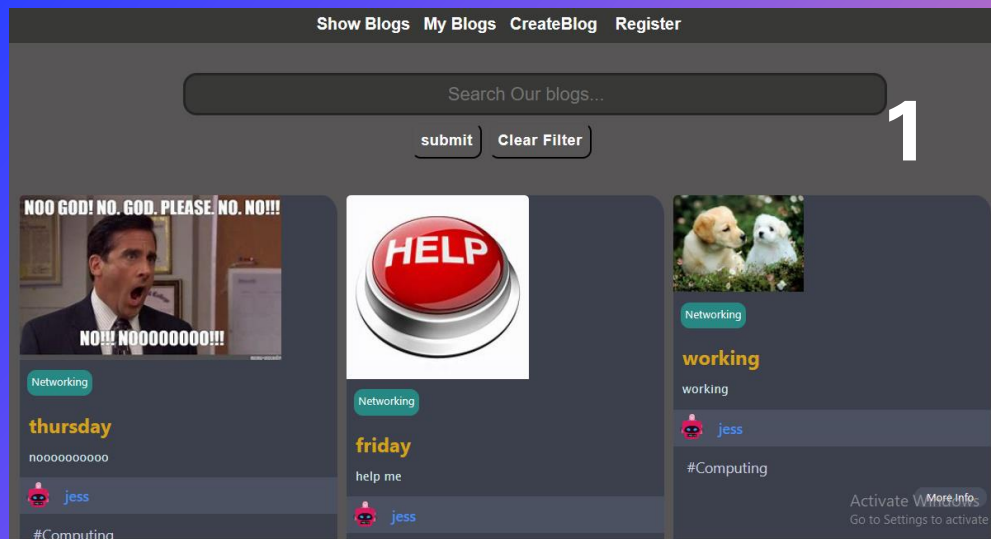 Show Blogs My Blogs CreateBlog Register
Search Our blogs...
1
submit Clear Filter
NOO GOD! NO. GOD. PLEASE. NO. NO!!!
NO!!! NOOOOOOOO!!!
Networking
thursday
noooooooooo
jess
#Computing
HELP
Networking
friday
help me
jess
Networking
working
working
jess
#Computing
More Info
Activate Windows
Go to Settings to activate